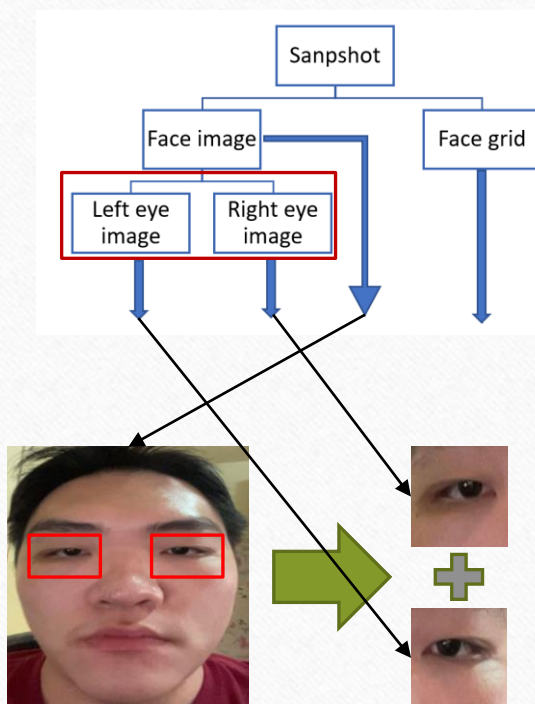 Sanpshot
Face image
Face grid
Left eye
image
Right eye
image